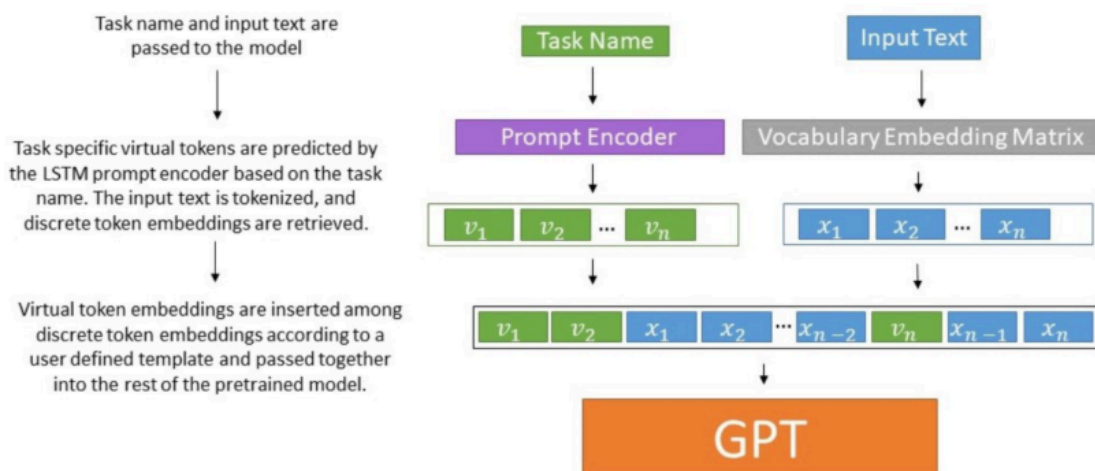 Task name and input text are
passed to the model
Task Name
Input Text
Task specific virtual tokens are predicted by
the LSTM prompt encoder based on the task
name. The input text is tokenized, and
discrete token embeddings are retrieved.
Prompt Encoder
Vocabulary Embedding Matrix
v₁ v₂ ... vₙ
x₁ x₂ ... xₙ
Virtual token embeddings are inserted among
discrete token embeddings according to a
user defined template and passed together
into the rest of the pretrained model.
v₁ v₂ x₁ x₂ ... xₙ₋₂ vₙ xₙ₋₁ xₙ
GPT